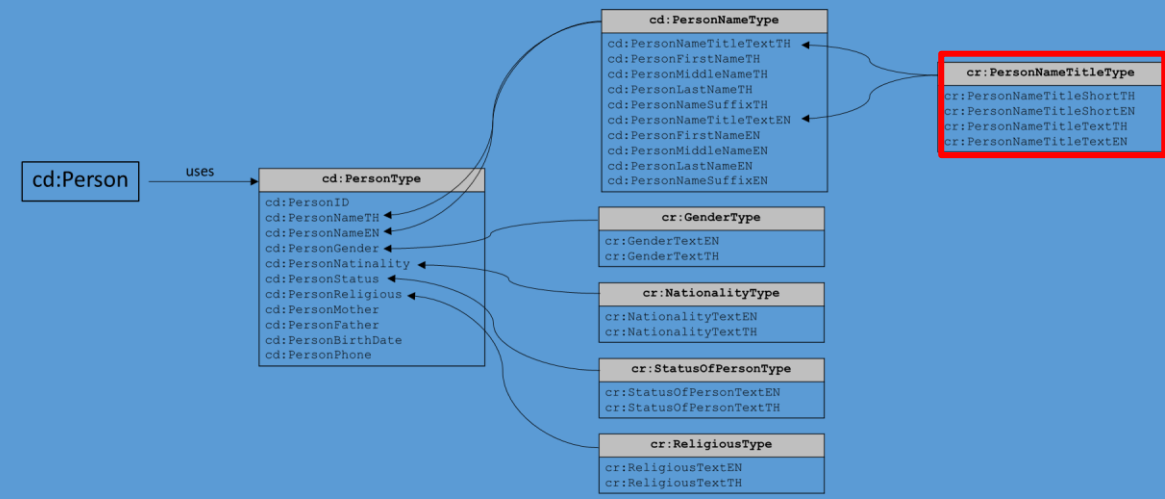 cd:Person
uses
cd:PersonType
cd:PersonID
cd:PersonNameTH
cd:PersonNameEN
cd:PersonGender
cd:PersonNatinality
cd:PersonStatus
cd:PersonReligious
cd:PersonMother
cd:PersonFather
cd:PersonBirthDate
cd:PersonPhone
cd:PersonNameType
cd:PersonNameTitleTextTH
cd:PersonFirstNameTH
cd:PersonMiddleNameTH
cd:PersonLastNameTH
cd:PersonNameSuffixTH
cd:PersonNameTitleTextEN
cd:PersonFirstNameEN
cd:PersonMiddleNameEN
cd:PersonLastNameEN
cd:PersonNameSuffixEN
cr:GenderType
cr:GenderTextEN
cr:GenderTextTH
cr:NationalityType
cr:NationalityTextEN
cr:NationalityTextTH
cr:StatusOfPersonType
cr:StatusOfPersonTextEN
cr:StatusOfPersonTextTH
cr:ReligiousType
cr:ReligiousTextEN
cr:ReligiousTextTH
cr:PersonNameTitleType
cr:PersonNameTitleShortTH
cr:PersonNameTitleShortEN
cr:PersonNameTitleTextTH
cr:PersonNameTitleTextEN